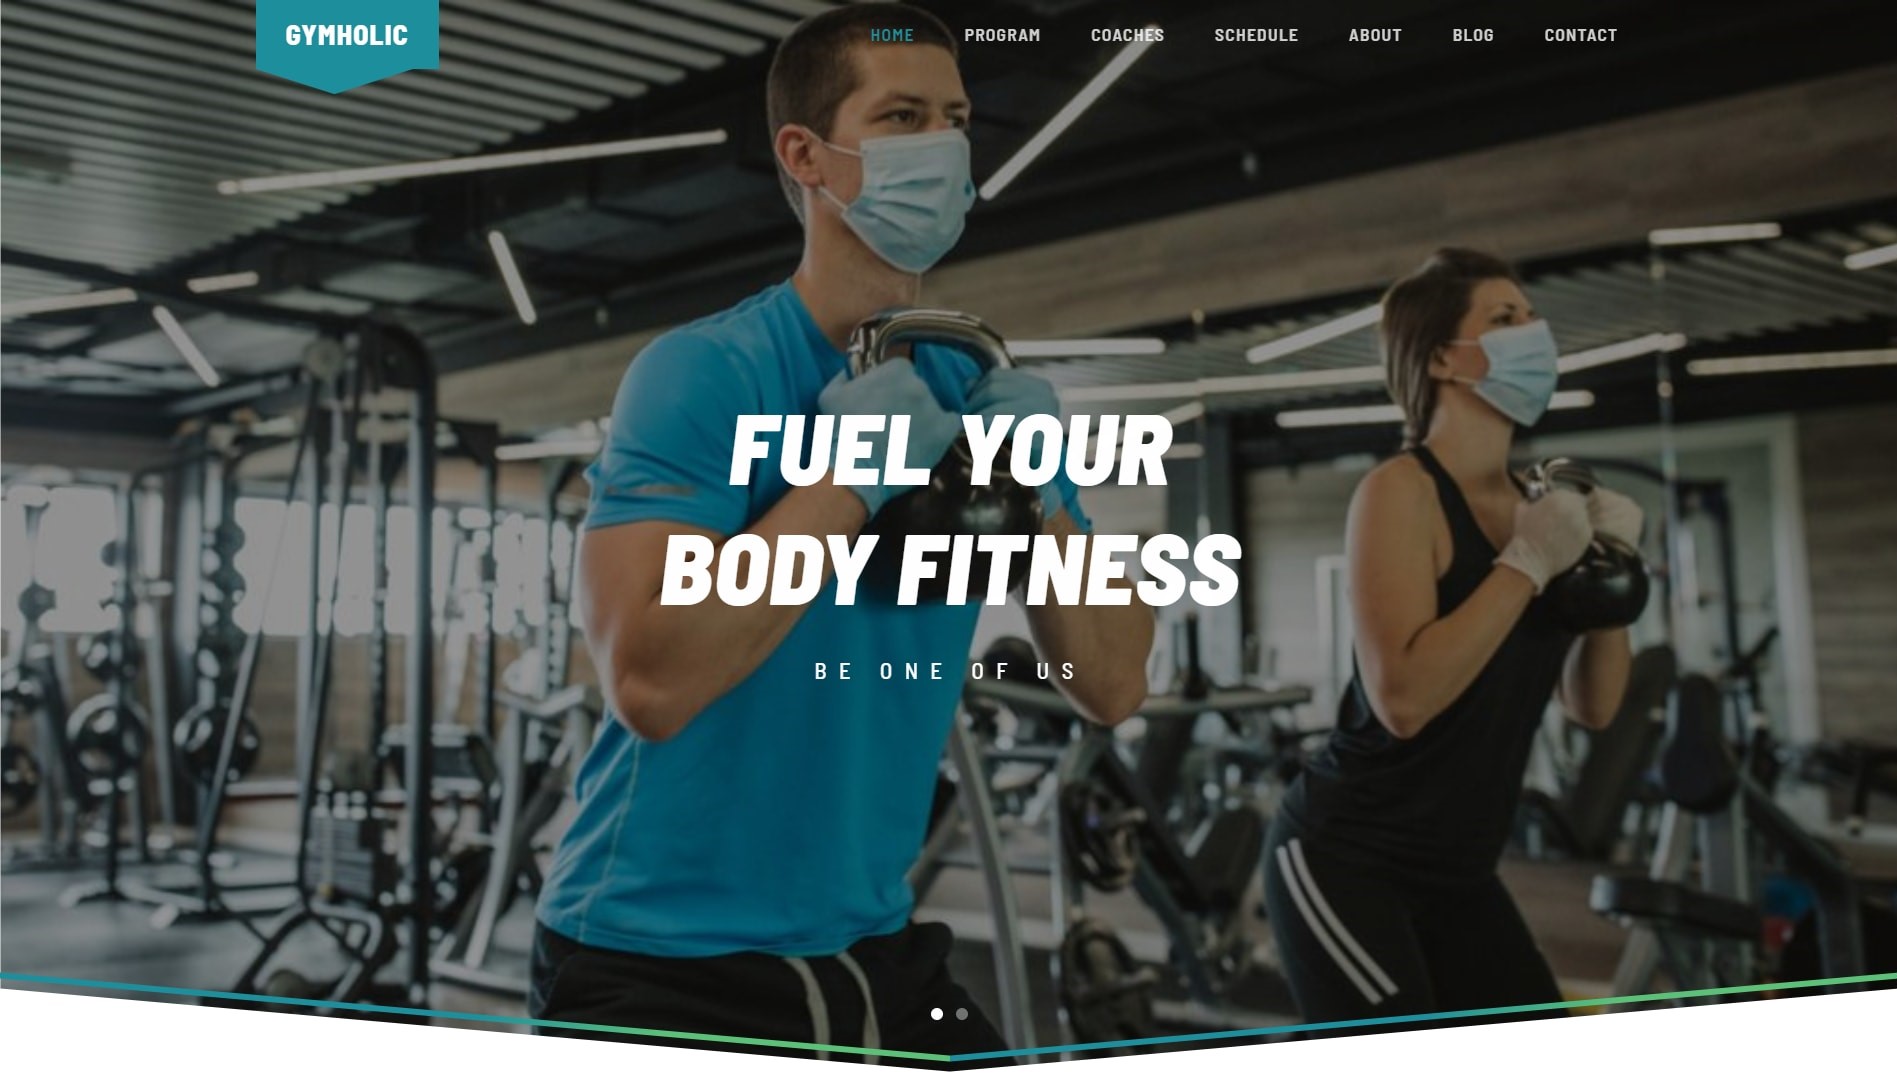 GYMHOLIC
HOME PROGRAM COACHES SCHEDULE ABOUT BLOG CONTACT
FUEL YOUR
BODY FITNESS
BE ONE OF US